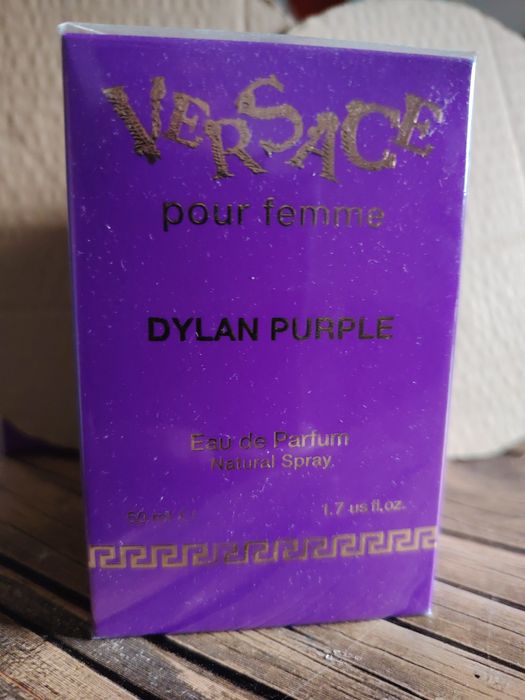 VERSACE
pour femme
DYLAN PURPLE
Eau de Parfum
Natural Spray
50 ml ℮ 1.7 us fl.oz.